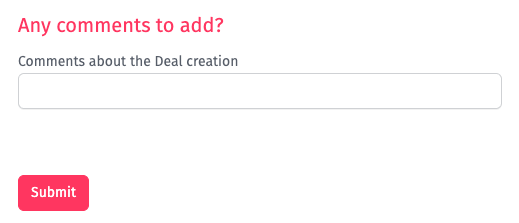 Any comments to add?
Comments about the Deal creation
Submit